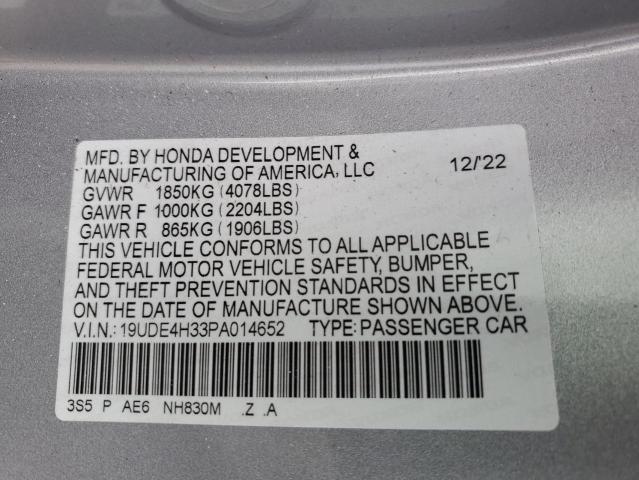 MFD. BY HONDA DEVELOPMENT &
MANUFACTURING OF AMERICA, LLC 12/'22
GVWR 1850KG (4078LBS)
GAWR F 1000KG (2204LBS)
GAWR R 865KG (1906LBS)
THIS VEHICLE CONFORMS TO ALL APPLICABLE
FEDERAL MOTOR VEHICLE SAFETY, BUMPER,
AND THEFT PREVENTION STANDARDS IN EFFECT
ON THE DATE OF MANUFACTURE SHOWN ABOVE.
V.I.N.: 19UDE4H33PA014652 TYPE: PASSENGER CAR
3S5 P AE6 NH830M .Z .A